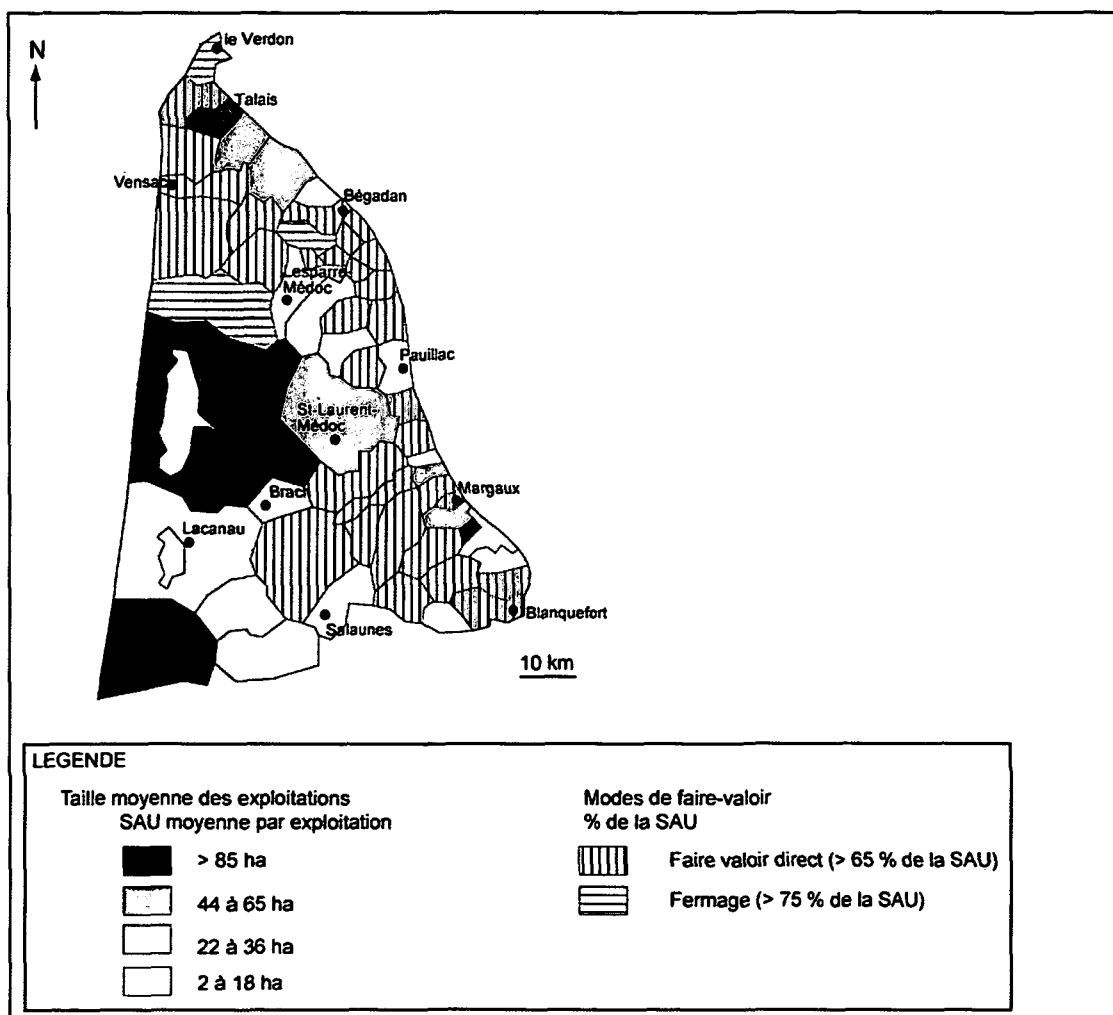 N
le Verdon
Talais
Vensac
Bégadan
Lesparre-
Médoc
Pauillac
St-Laurent-
Médoc
Brach
Margaux
Lacanau
Salaunes
Blanquefort
10 km
LEGENDE
Taille moyenne des exploitations
SAU moyenne par exploitation
> 85 ha
44 à 65 ha
22 à 36 ha
2 à 18 ha
Modes de faire-valoir
% de la SAU
Faire valoir direct (> 65 % de la SAU)
Fermage (> 75 % de la SAU)